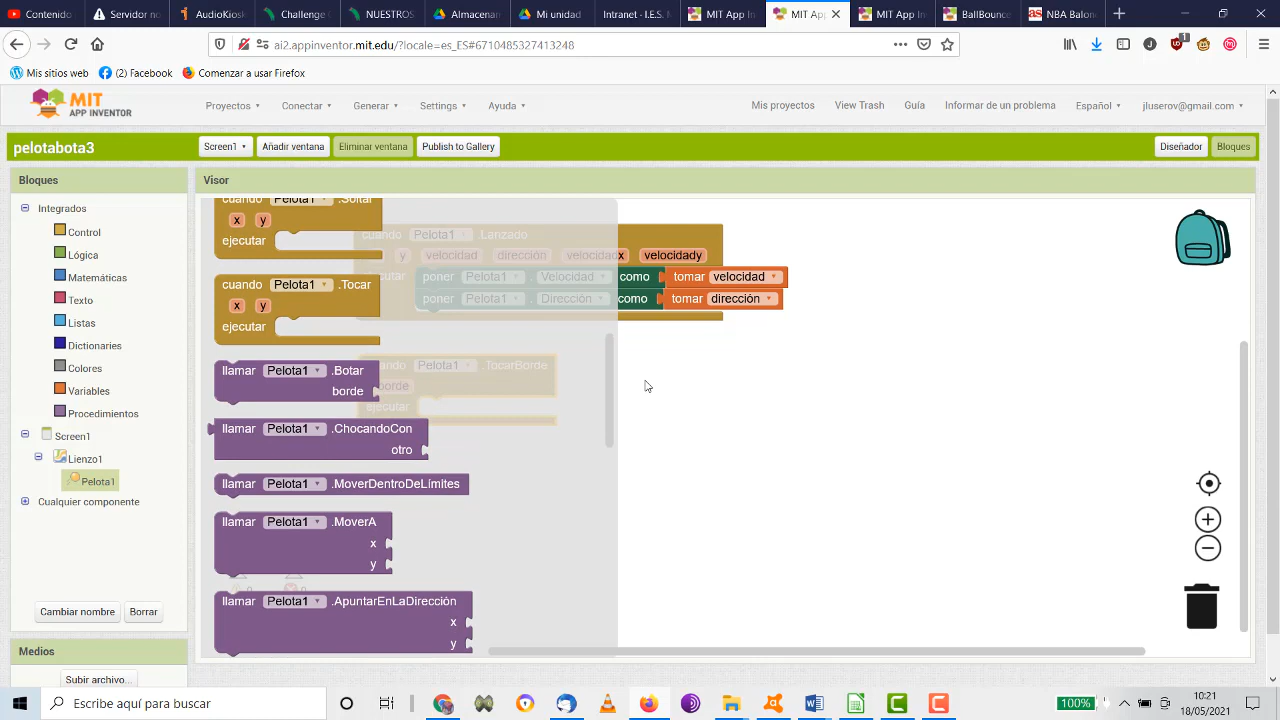 Contenido
Servidor no
AudioKiosk
Challenge
NUESTROS
Almacena
Mi unidad
Intranet - I.E.S. M
MIT App In
MIT Ap
MIT App In
BallBounce
NBA Balon
ai2.appinventor.mit.edu/?locale=es_ES#6710485327413248
1
Mis sitios web
(2) Facebook
Comenzar a usar Firefox
MIT
APP INVENTOR
Proyectos
Conectar
Generar
Settings
Ayuda
Mis proyectos
View Trash
Guía
Informar de un problema
Español
jluserov@gmail.com
pelotabota3
Screen1
Añadir ventana
Eliminar ventana
Publish to Gallery
Diseñador
Bloques
Bloques
Visor
Integrados
Control
Lógica
Matemáticas
Texto
Listas
Dictionaries
Colores
Variables
Procedimientos
Screen1
Lienzo1
Pelota1
Cualquier componente
Cambiar nombre
Borrar
Medios
Subir archivo...
cuando Pelota1 .Soltar
x y
ejecutar
cuando Pelota1 .Tocar
x y
ejecutar
llamar Pelota1 .Botar
borde
llamar Pelota1 .ChocandoCon
otro
llamar Pelota1 .MoverDentroDeLímites
llamar Pelota1 .MoverA
x
y
llamar Pelota1 .ApuntarEnLaDirección
x
y
cuando Pelota1 .Lanzado
y velocidad dirección velocidadx velocidady
poner Pelota1 . Velocidad como tomar velocidad
poner Pelota1 . Dirección como tomar dirección
Pelota1 .TocarBorde
borde
ejecutar
Escribe aquí para buscar
100%
10:21
18/05/2021